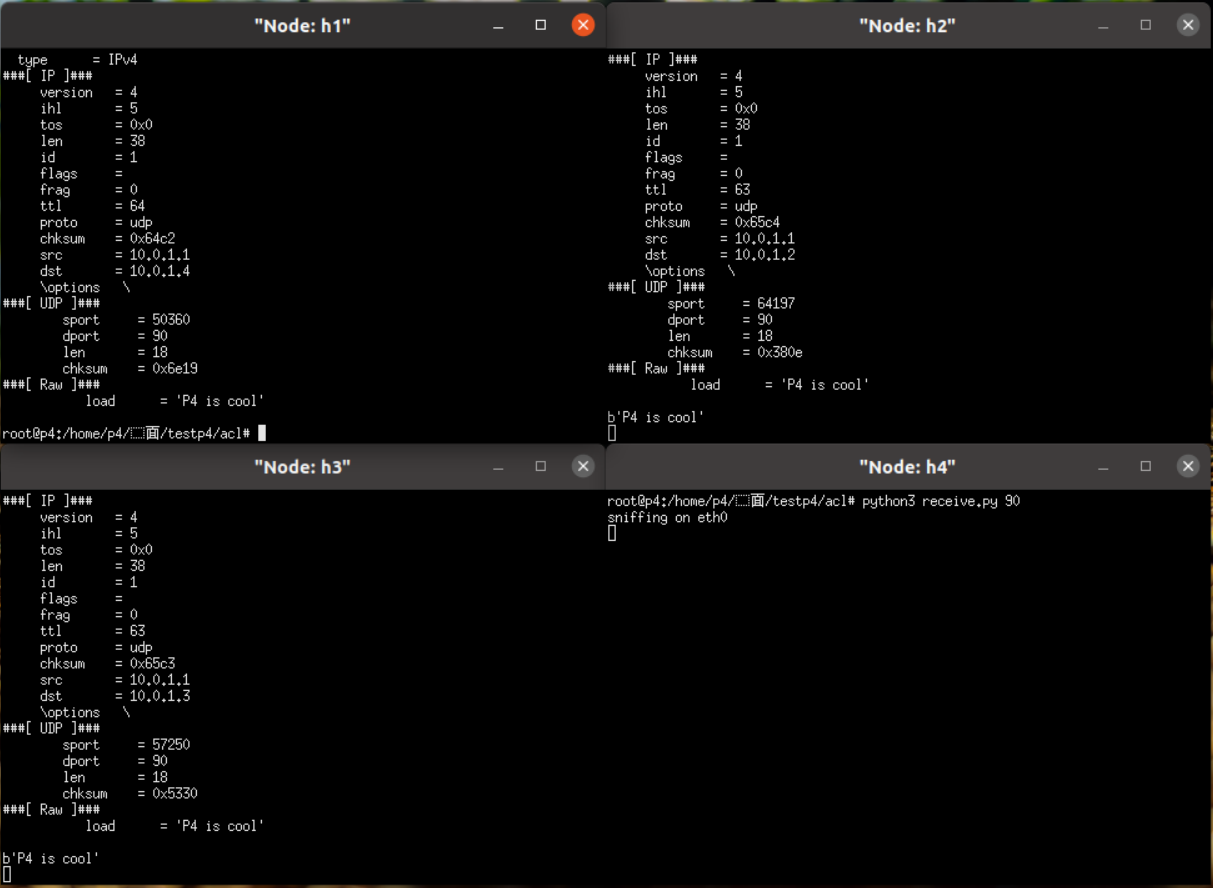 "Node: h1"
type = IPv4
###[ IP ]###
version = 4
ihl = 5
tos = 0x0
len = 38
id = 1
flags =
frag = 0
ttl = 64
proto = udp
chksum = 0x64c2
src = 10.0.1.1
dst = 10.0.1.4
\options \
###[ UDP ]###
sport = 50360
dport = 90
len = 18
chksum = 0x6e19
###[ Raw ]###
load = 'P4 is cool'
root@p4:/home/p4/面/testp4/acl#
"Node: h2"
###[ IP ]###
version = 4
ihl = 5
tos = 0x0
len = 38
id = 1
flags =
frag = 0
ttl = 63
proto = udp
chksum = 0x65c4
src = 10.0.1.1
dst = 10.0.1.2
\options \
###[ UDP ]###
sport = 64197
dport = 90
len = 18
chksum = 0x380e
###[ Raw ]###
load = 'P4 is cool'
b'P4 is cool'
"Node: h3"
###[ IP ]###
version = 4
ihl = 5
tos = 0x0
len = 38
id = 1
flags =
frag = 0
ttl = 63
proto = udp
chksum = 0x65c3
src = 10.0.1.1
dst = 10.0.1.3
\options \
###[ UDP ]###
sport = 57250
dport = 90
len = 18
chksum = 0x5330
###[ Raw ]###
load = 'P4 is cool'
b'P4 is cool'
"Node: h4"
root@p4:/home/p4/面/testp4/acl# python3 receive.py 90
sniffing on eth0